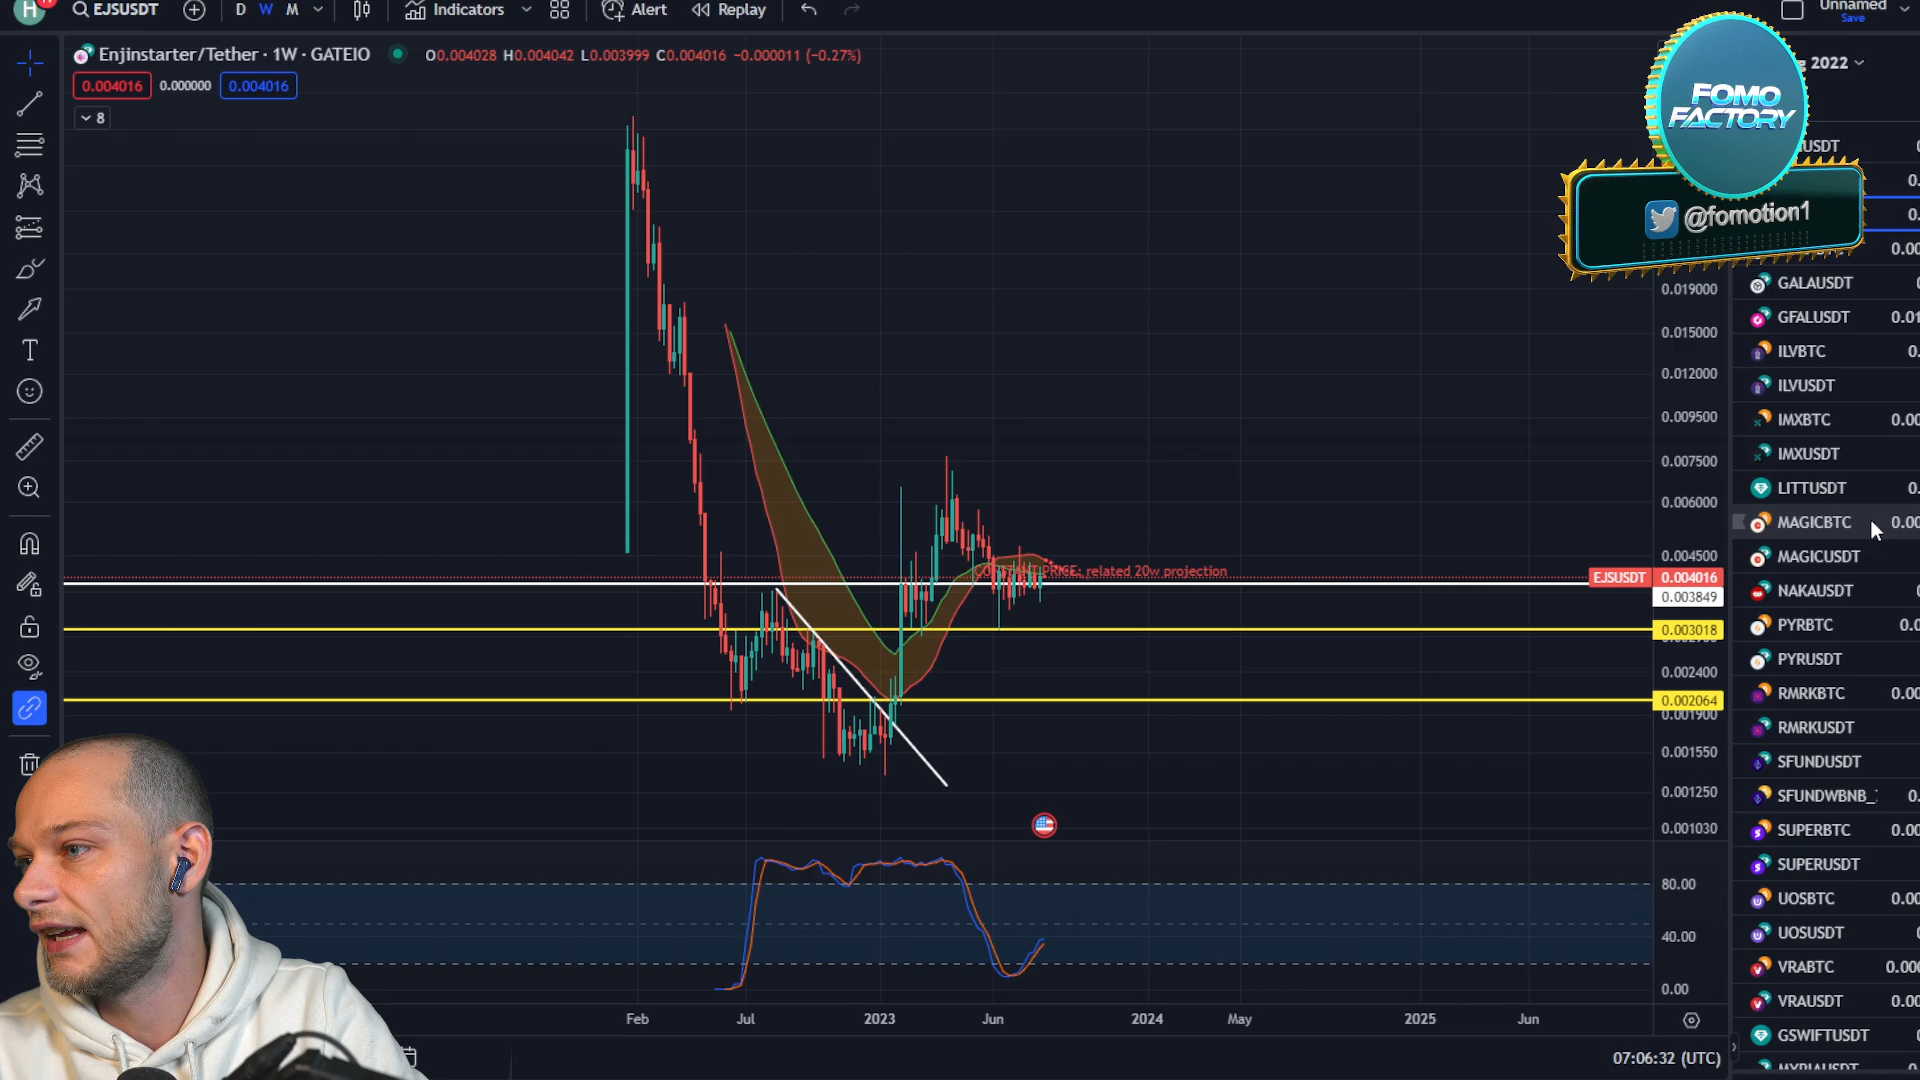 H
EJSUSDT
D
W
M
Indicators
Alert
Replay
Unnamed
Save
Enjinstarter/Tether · 1W · GATEIO
O0.004028 H0.004042 L0.003999 C0.004016 −0.000011 (−0.27%)
0.004016
0.000000
0.004016
8
2022
FOMO
FACTORY
@fomotion1
USDT
GALAUSDT
GFALUSDT
ILVBTC
ILVUSDT
IMXBTC
IMXUSDT
LITTUSDT
MAGICBTC
MAGICUSDT
NAKAUSDT
PYRBTC
PYRUSDT
RMRKBTC
RMRKUSDT
SFUNDUSDT
SFUNDWBNB_
SUPERBTC
SUPERUSDT
UOSBTC
UOSUSDT
VRABTC
VRAUSDT
GSWIFTUSDT
MYRIAUSDT
0.019000
0.015000
0.012000
0.009500
0.007500
0.006000
0.004500
EJSUSDT 0.004016
0.003849
0.003018
0.002400
0.002064
0.001900
0.001550
0.001250
0.001030
PRICE: related 20w projection
80.00
40.00
0.00
Feb
Jul
2023
Jun
2024
May
2025
Jun
07:06:32 (UTC)